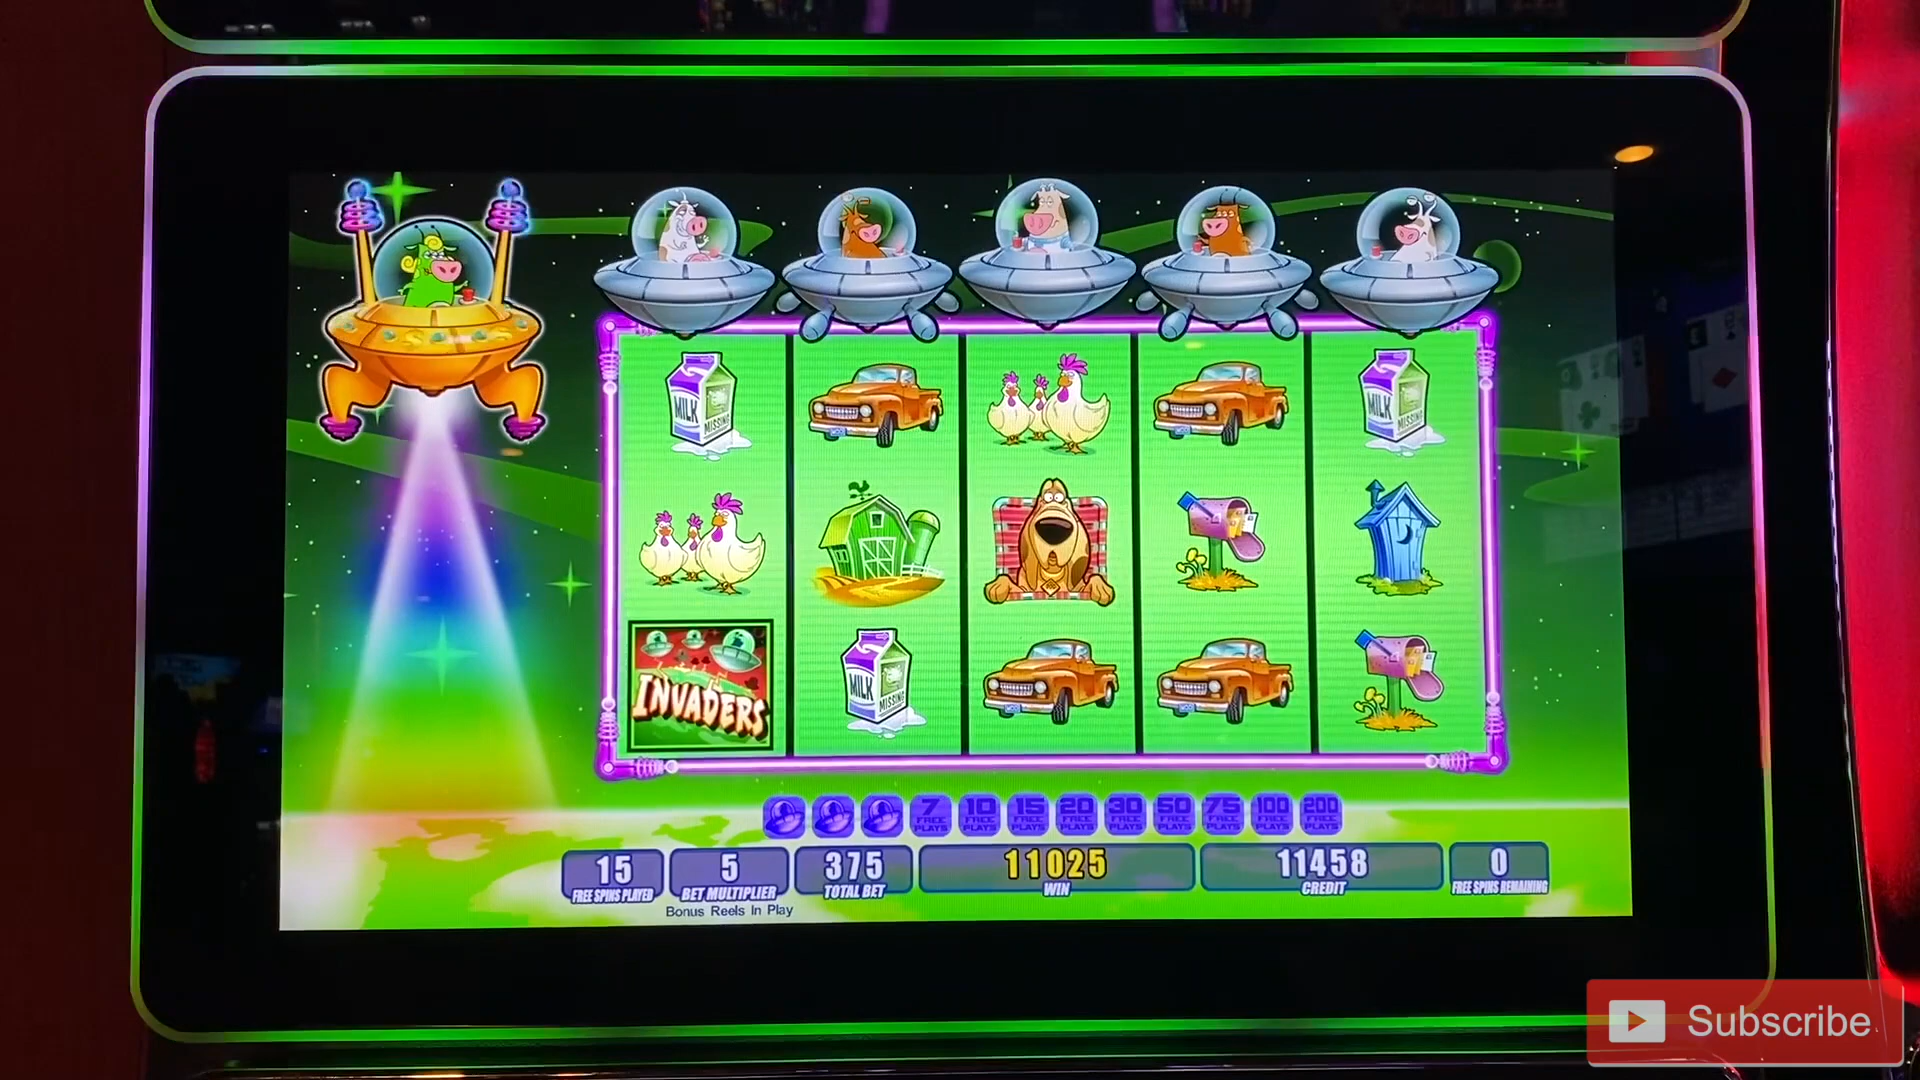 MILK
MISSING
MILK
MISSING
INVADERS
MILK
MISSING
7 FREE PLAYS
10 FREE PLAYS
15 FREE PLAYS
20 FREE PLAYS
30 FREE PLAYS
50 FREE PLAYS
75 FREE PLAYS
100 FREE PLAYS
200 FREE PLAYS
15
FREE SPINS PLAYED
5
BET MULTIPLIER
375
TOTAL BET
11025
WIN
11458
CREDIT
0
FREE SPINS REMAINING
Bonus Reels In Play
Subscribe